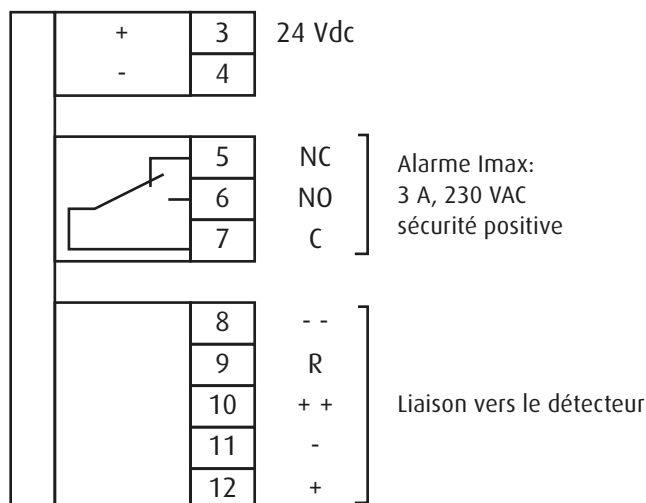 + 3 24 Vdc
- 4
5 NC
6 NO
7 C
Alarme Imax:
3 A, 230 VAC
sécurité positive
8 - -
9 R
10 + +
11 -
12 +
Liaison vers le détecteur